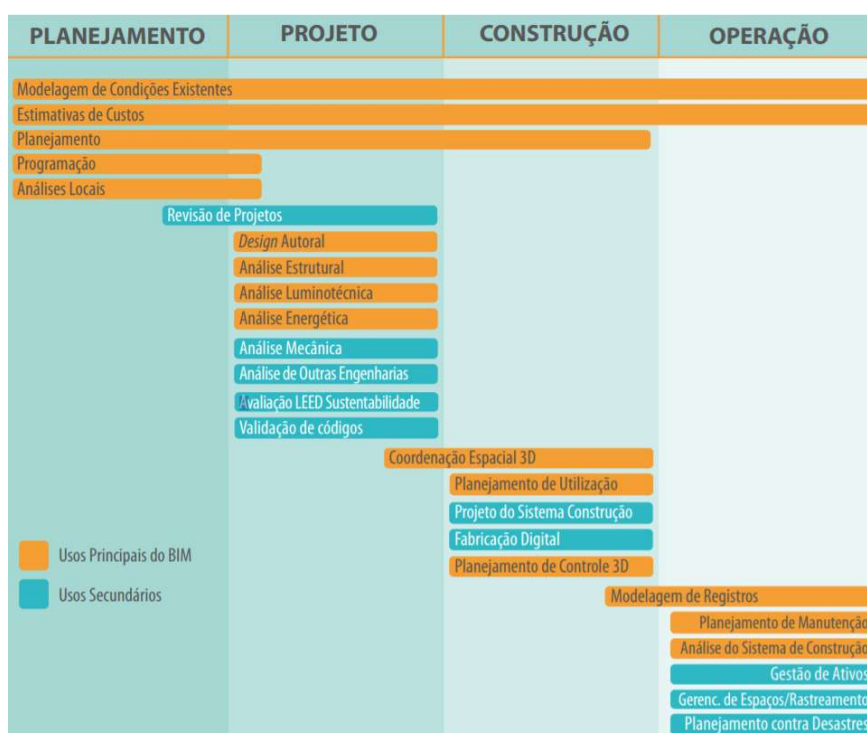 PLANEJAMENTO PROJETO CONSTRUÇÃO OPERAÇÃO
Modelagem de Condições Existentes
Estimativas de Custos
Planejamento
Programação
Análises Locais
Revisão de Projetos
Design Autoral
Análise Estrutural
Análise Luminotécnica
Análise Energética
Análise Mecânica
Análise de Outras Engenharias
Avaliação LEED Sustentabilidade
Validação de códigos
Coordenação Espacial 3D
Planejamento de Utilização
Projeto do Sistema Construção
Fabricação Digital
Planejamento de Controle 3D
Usos Principais do BIM
Usos Secundários
Modelagem de Registros
Planejamento de Manutenção
Análise do Sistema de Construção
Gestão de Ativos
Gerenc. de Espaços/Rastreamento
Planejamento contra Desastres